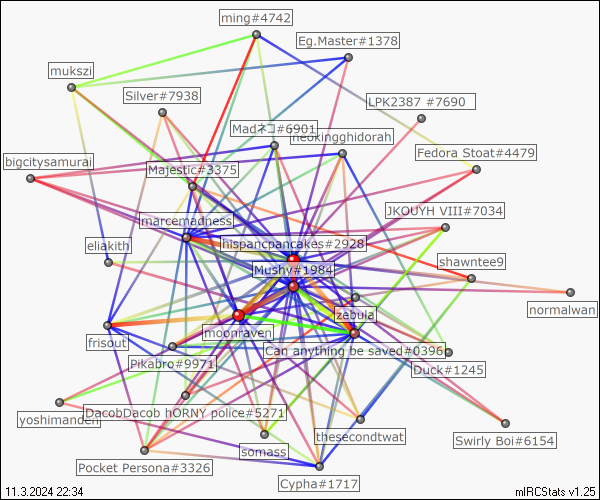 ming#4742
Eg.Master#1378
mukszi
Silver#7938
LPK2387 #7690
Madネコ#6901
neokingghidorah
Fedora Stoat#4479
bigcitysamurai
Majestic#3375
JKOUYH VIII#7034
marcemadness
hispancpancakes#2928
eliakith
shawntee9
Mushy#1984
normalwan
zebula
moonraven
frisout
Can anything be saved#0396
Pikabro#9971
Duck#1245
DacobDacob hORNY police#5271
yoshimanden
thesecondtwat
Swirly Boi#6154
somass
Pocket Persona#3326
Cypha#1717
11.3.2024 22:34
mIRCStats v1.25